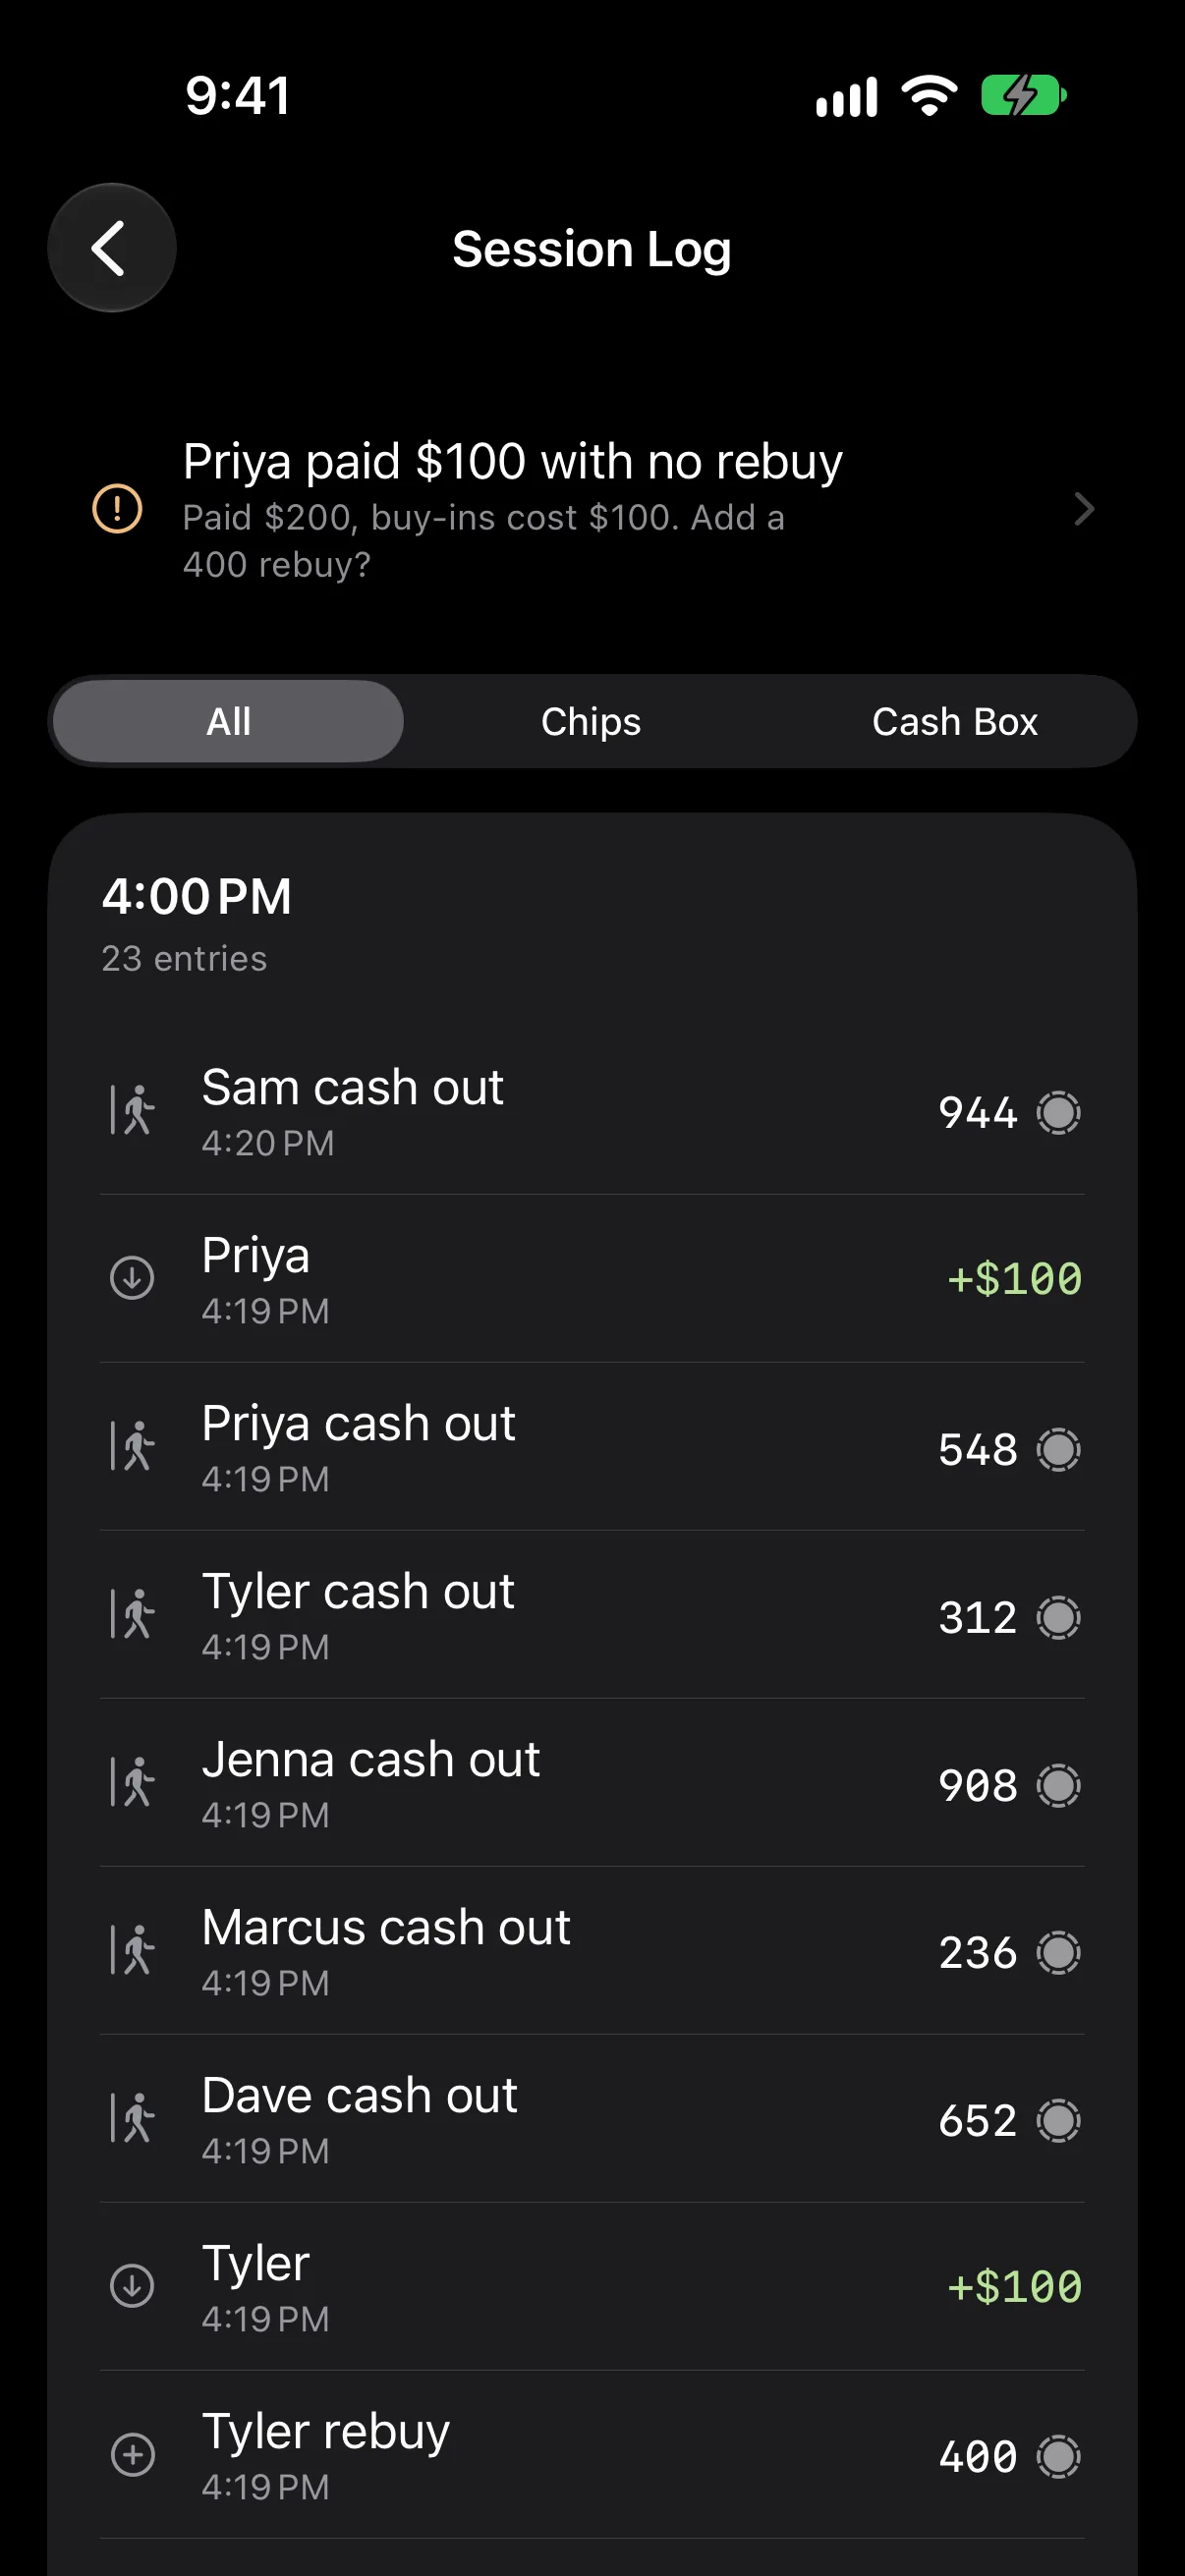 9:41
Session Log
Priya paid $100 with no rebuy
Paid $200, buy-ins cost $100. Add a
400 rebuy?
All
Chips
Cash Box
4:00 PM
23 entries
Sam cash out
944
4:20 PM
Priya
+$100
4:19 PM
Priya cash out
548
4:19 PM
Tyler cash out
312
4:19 PM
Jenna cash out
908
4:19 PM
Marcus cash out
236
4:19 PM
Dave cash out
652
4:19 PM
Tyler
+$100
4:19 PM
Tyler rebuy
400
4:19 PM